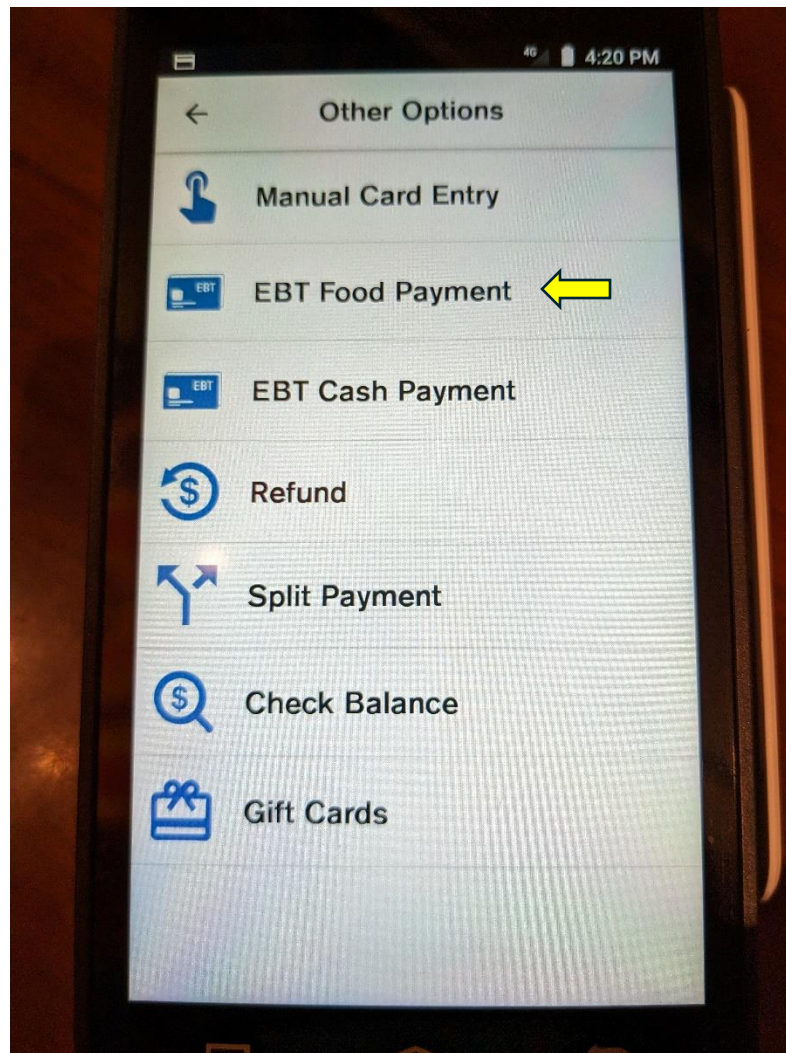 4G 4:20 PM
Other Options
Manual Card Entry
EBT
EBT Food Payment
EBT
EBT Cash Payment
$
Refund
Split Payment
$
Check Balance
Gift Cards